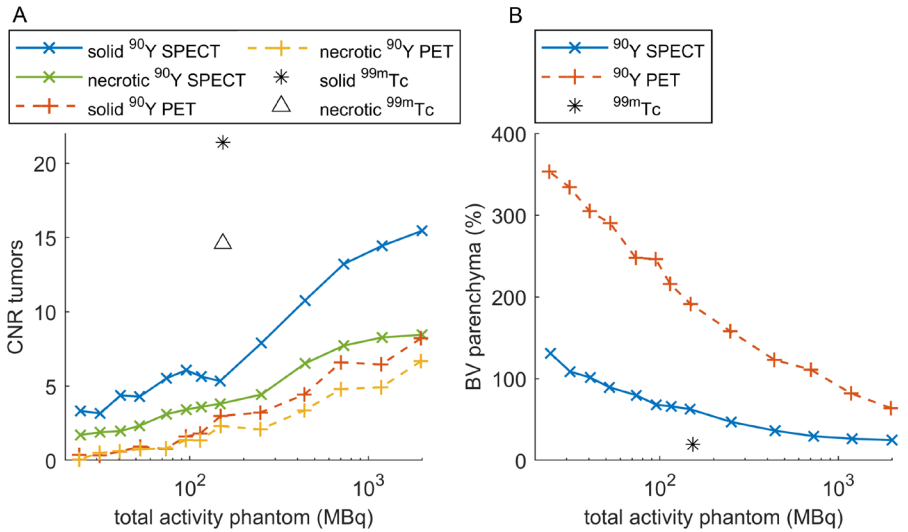 A
solid ⁹⁰Y SPECT
necrotic ⁹⁰Y PET
necrotic ⁹⁰Y SPECT
solid ⁹⁹ᵐTc
solid ⁹⁰Y PET
necrotic ⁹⁹ᵐTc
20
15
10
5
0
CNR tumors
10²
10³
total activity phantom (MBq)
B
⁹⁰Y SPECT
⁹⁰Y PET
⁹⁹ᵐTc
400
300
200
100
0
BV parenchyma (%)
10²
10³
total activity phantom (MBq)